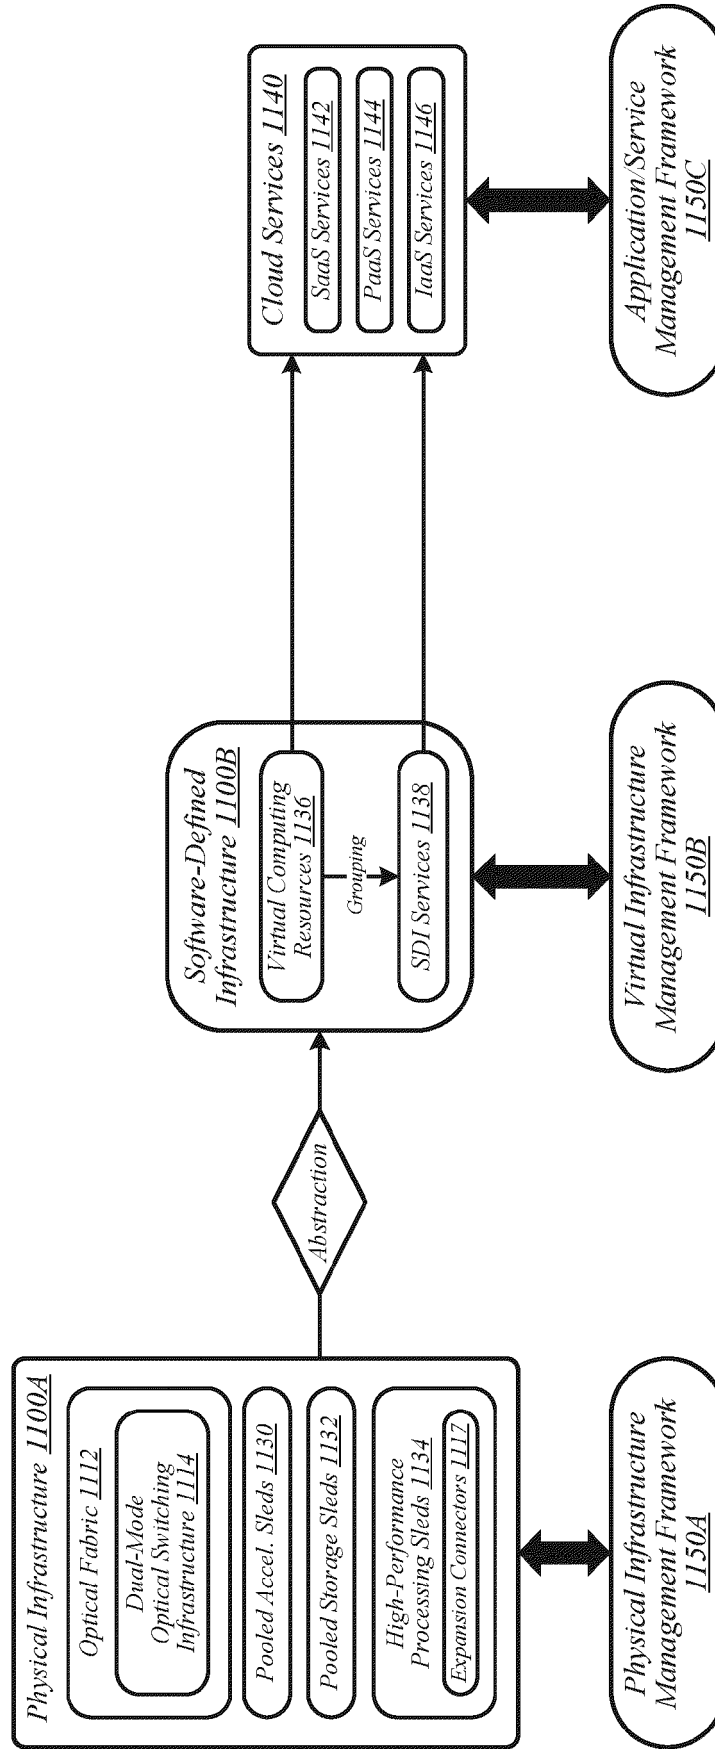 Physical Infrastructure 1100A
Optical Fabric 1112
Dual-Mode
Optical Switching
Infrastructure 1114
Pooled Accel. Sleds 1130
Pooled Storage Sleds 1132
High-Performance
Processing Sleds 1134
Expansion Connectors 1117
Physical Infrastructure
Management Framework
1150A
Abstraction
Software-Defined
Infrastructure 1100B
Virtual Computing
Resources 1136
Grouping
SDI Services 1138
Virtual Infrastructure
Management Framework
1150B
Cloud Services 1140
SaaS Services 1142
PaaS Services 1144
IaaS Services 1146
Application/Service
Management Framework
1150C